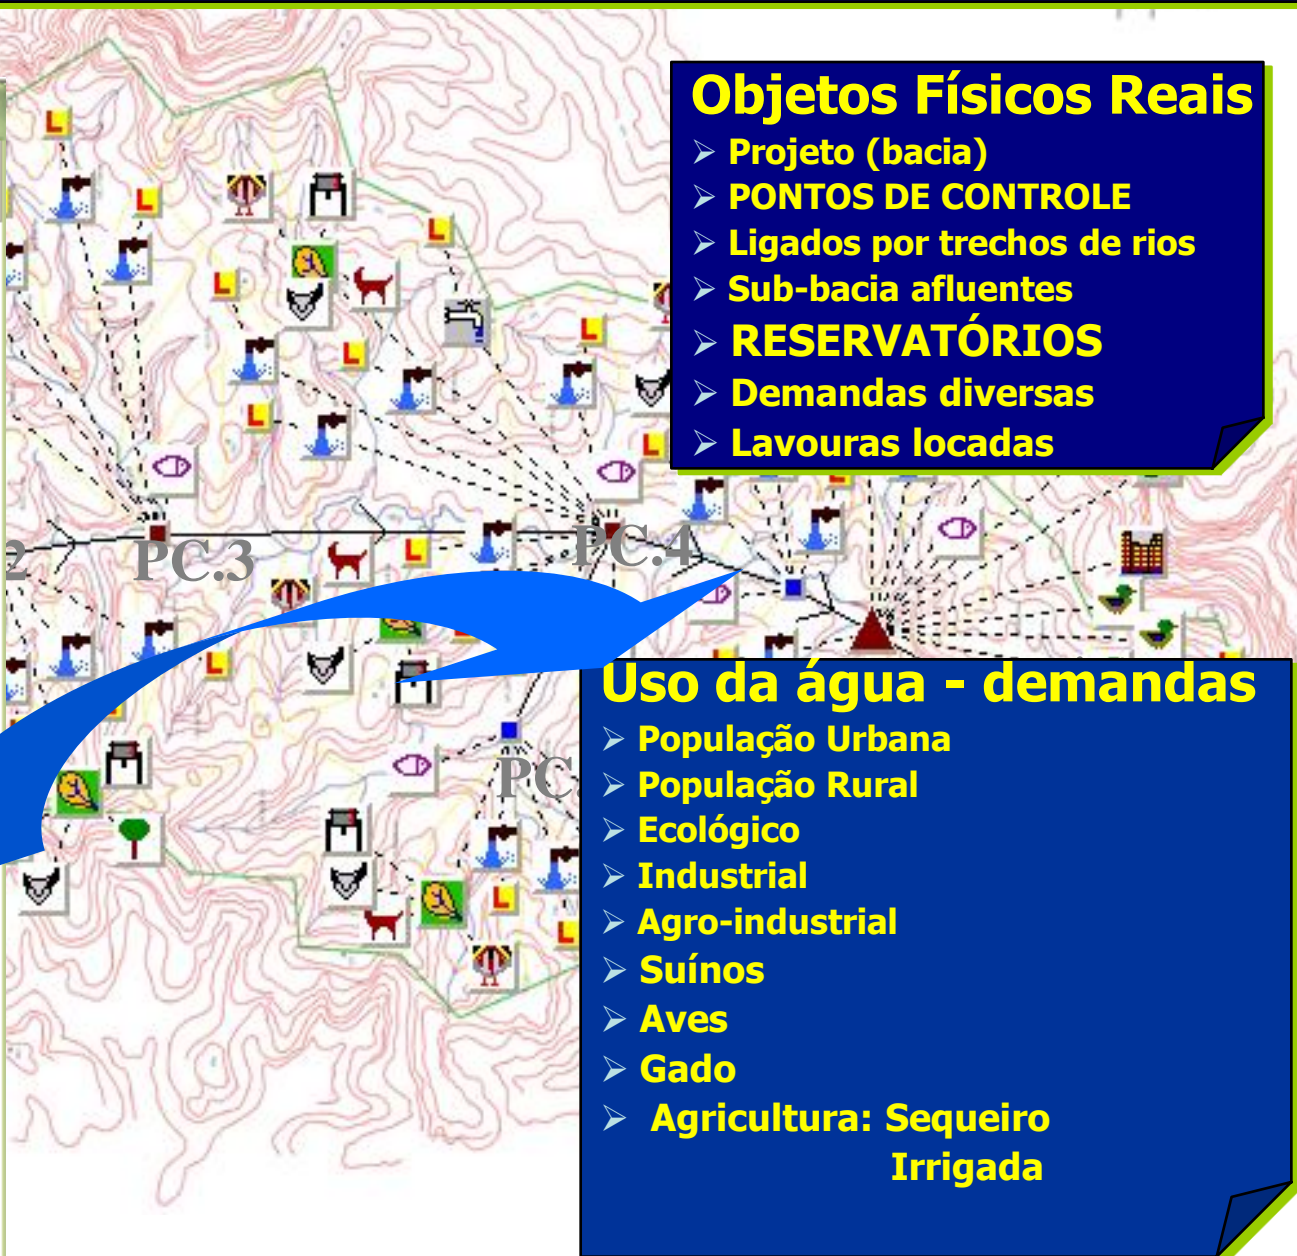 Objetos Físicos Reais
Projeto (bacia)
PONTOS DE CONTROLE
Ligados por trechos de rios
Sub-bacia afluentes
RESERVATÓRIOS
Demandas diversas
Lavouras locadas
L
L
L
L
L
L
L
L
2
PC.3
PC.4
L
L
PC.
L
L
Uso da água - demandas
População Urbana
População Rural
Ecológico
Industrial
Agro-industrial
Suínos
Aves
Gado
Agricultura: Sequeiro
Irrigada